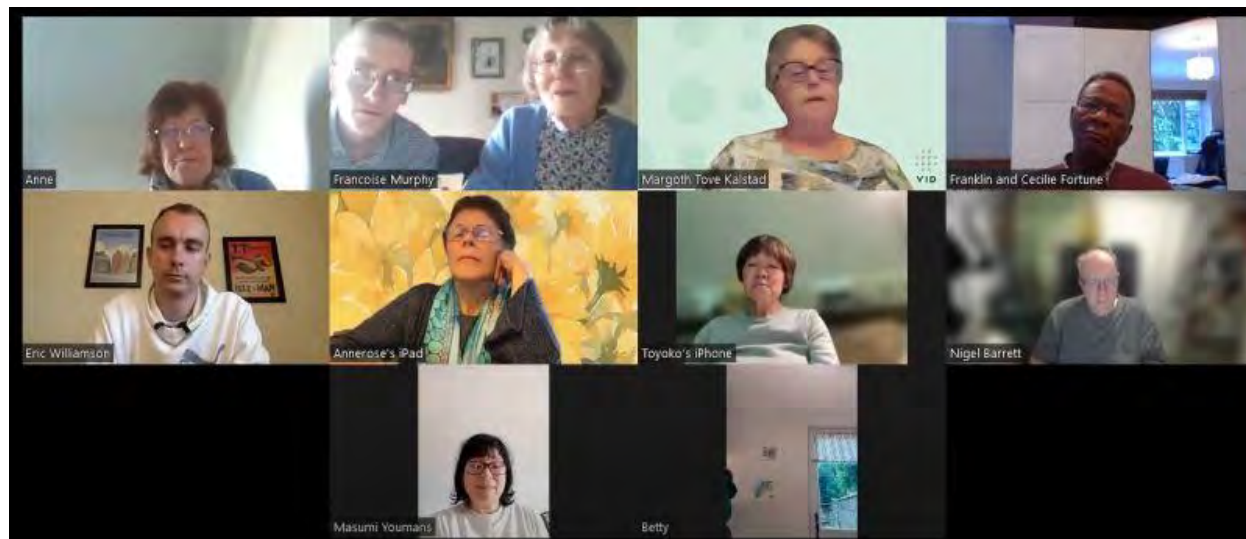 Anne
Francoise Murphy
Margoth Tove Kalstad
VID
Franklin and Cecilie Fortune
Eric Williamson
Annerose's iPad
Toyoko's iPhone
Nigel Barrett
Masumi Youmans
Betty